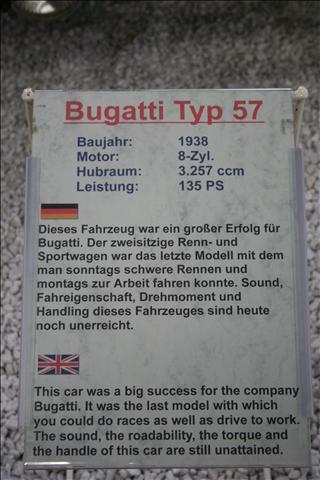 Bugatti Typ 57
Baujahr: 1938
Motor: 8-Zyl.
Hubraum: 3.257 ccm
Leistung: 135 PS
Dieses Fahrzeug war ein großer Erfolg für
Bugatti. Der zweisitzige Renn- und
Sportwagen war das letzte Modell mit dem
man sonntags schwere Rennen und
montags zur Arbeit fahren konnte. Sound,
Fahreigenschaft, Drehmoment und
Handling dieses Fahrzeuges sind heute
noch unerreicht.
This car was a big success for the company
Bugatti. It was the last model with which
you could do races as well as drive to work.
The sound, the roadability, the torque and
the handle of this car are still unattained.